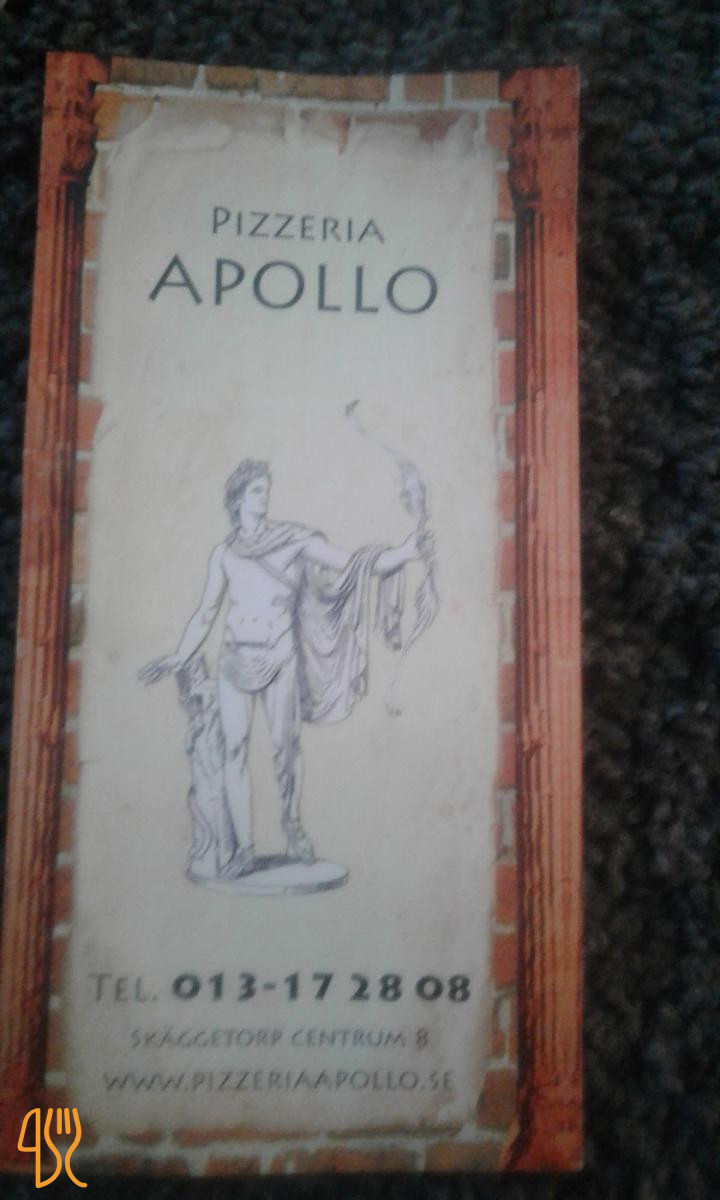 PIZZERIA
APOLLO
TEL. 013-17 28 08
SKÄGGETORP CENTRUM 8
WWW.PIZZERIAAPOLLO.SE